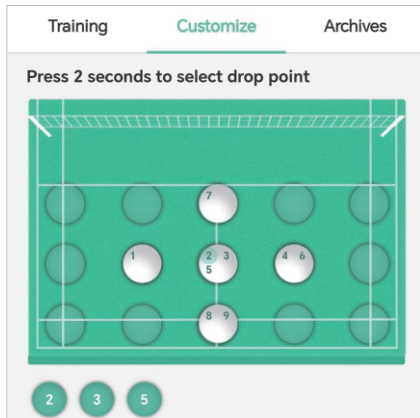 Training Customize Archives
Press 2 seconds to select drop point
7
1 2 3 4 6
5
8 9
2 3 5